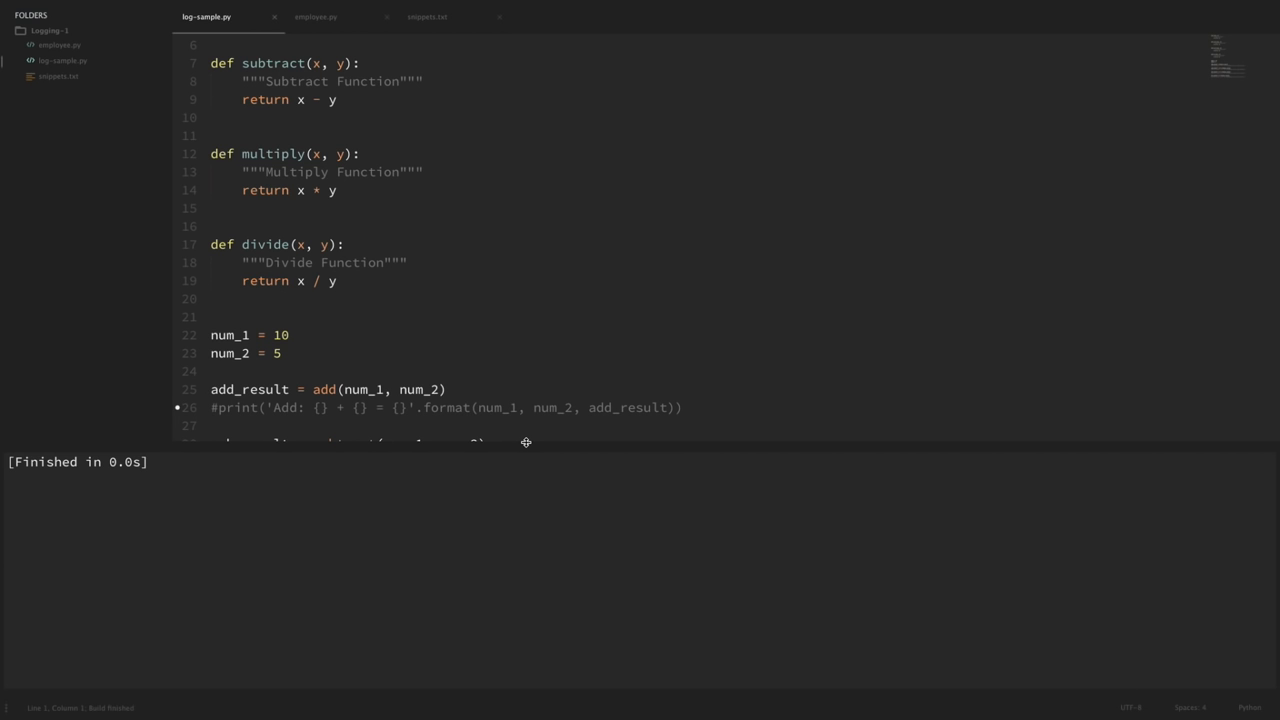 FOLDERS
Logging-1
employee.py
log-sample.py
snippets.txt
log-sample.py × employee.py × snippets.txt ×
6
7 def subtract(x, y):
8     """Subtract Function"""
9     return x - y
10
11
12 def multiply(x, y):
13     """Multiply Function"""
14     return x * y
15
16
17 def divide(x, y):
18     """Divide Function"""
19     return x / y
20
21
22 num_1 = 10
23 num_2 = 5
24
25 add_result = add(num_1, num_2)
26 #print('Add: {} + {} = {}'.format(num_1, num_2, add_result))
27
[Finished in 0.0s]
Line 1, Column 1; Build finished
UTF-8 Spaces: 4 Python